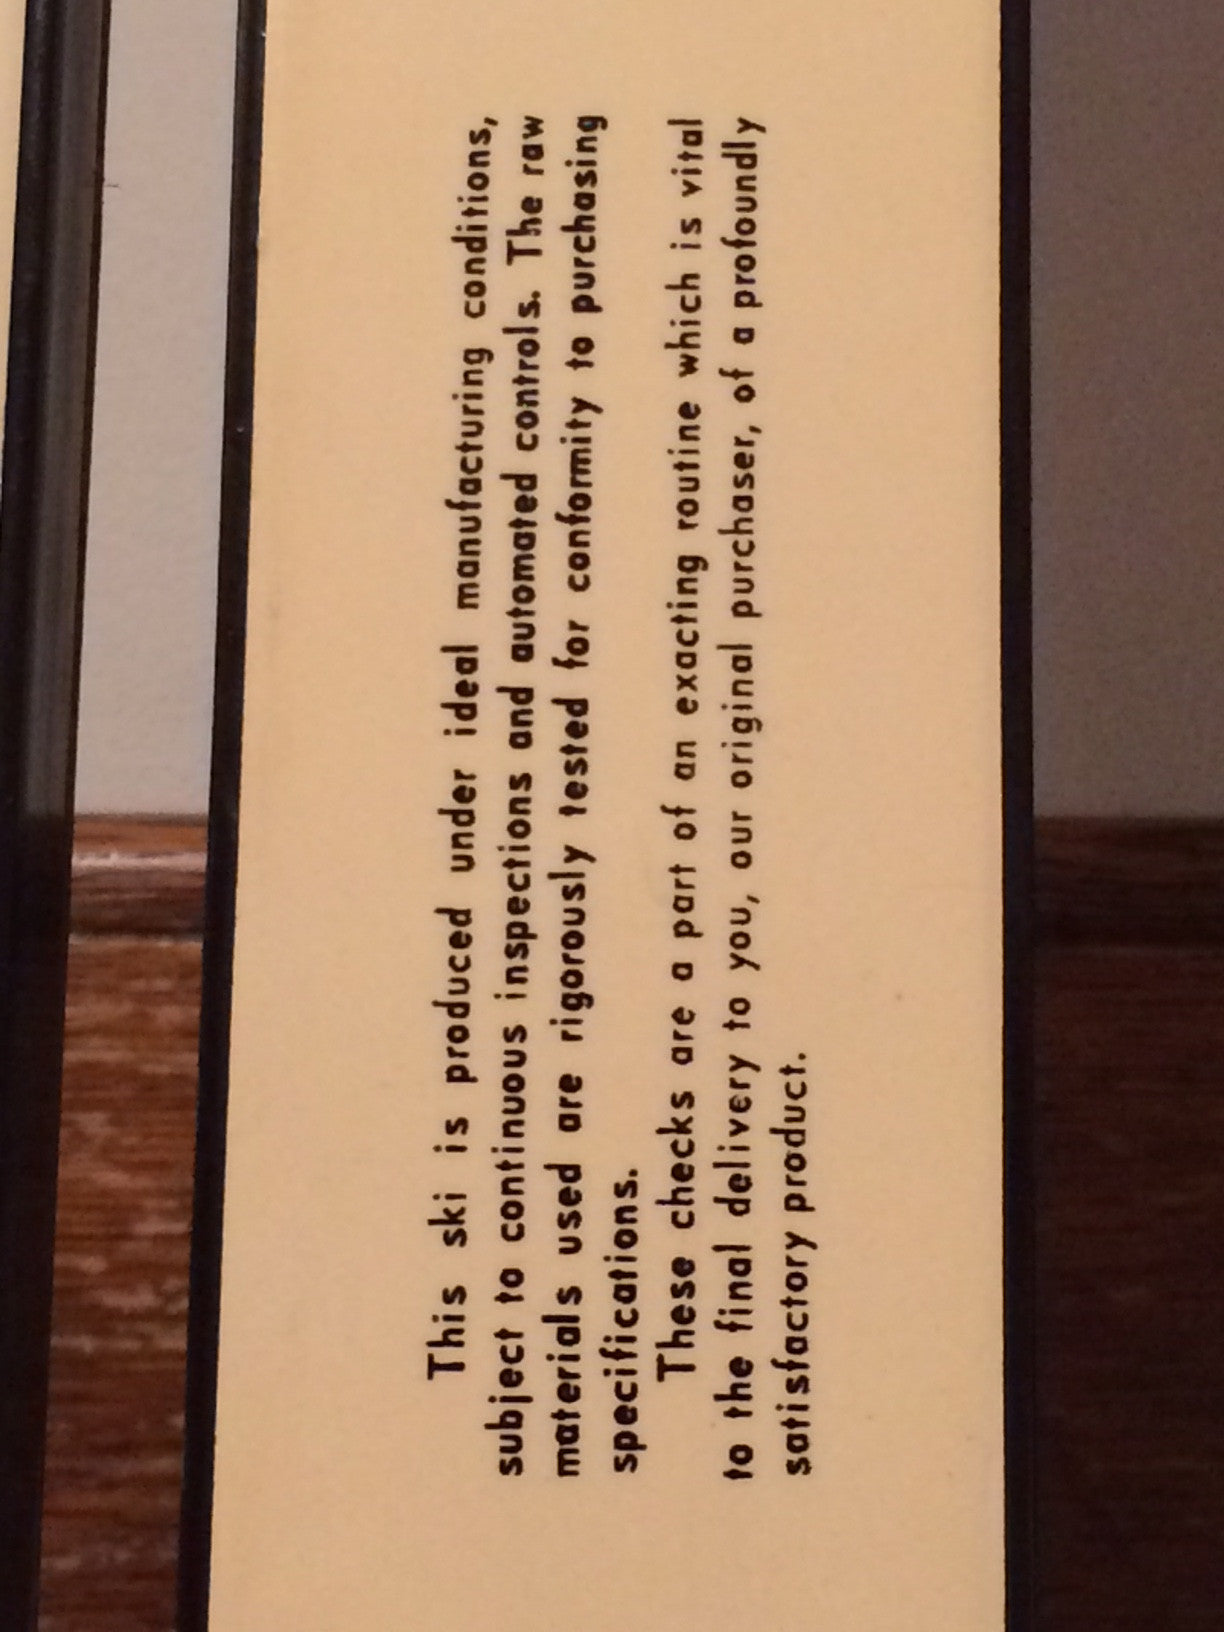 This ski is produced under ideal manufacturing conditions,
subject to continuous inspections and automated controls. The raw
materials used are rigorously tested for conformity to purchasing
specifications.
These checks are a part of an exacting routine which is vital
to the final delivery to you, our original purchaser, of a profoundly
satisfactory product.